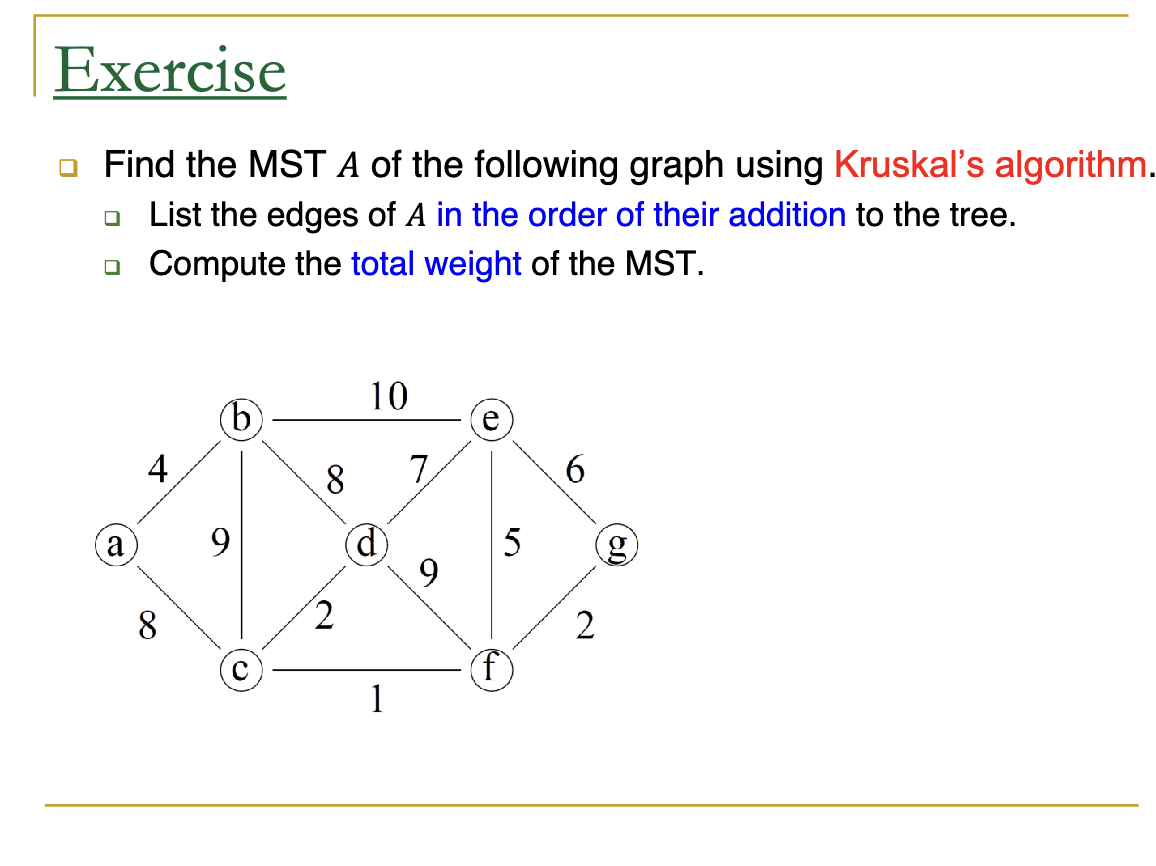 Exercise
Find the MST A of the following graph using Kruskal’s algorithm.
List the edges of A in the order of their addition to the tree.
Compute the total weight of the MST.
10
b e
4 8 7 6
a 9 d 9 5 g
8 2 2
c f
1